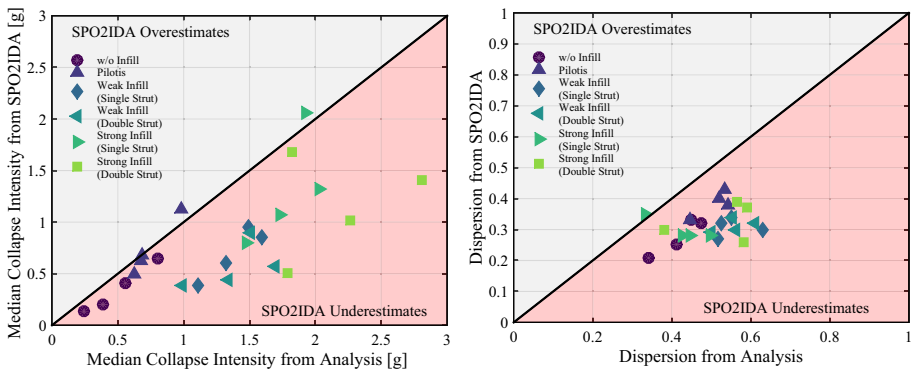 Median Collapse Intensity from SPO2IDA [g]
3
2.5
2
1.5
1
0.5
0
SPO2IDA Overestimates
w/o Infill
Pilotis
Weak Infill
(Single Strut)
Weak Infill
(Double Strut)
Strong Infill
(Single Strut)
Strong Infill
(Double Strut)
SPO2IDA Underestimates
0 0.5 1 1.5 2 2.5 3
Median Collapse Intensity from Analysis [g]
Dispersion from SPO2IDA
1
0.9
0.8
0.7
0.6
0.5
0.4
0.3
0.2
0.1
0
SPO2IDA Overestimates
w/o Infill
Pilotis
Weak Infill
(Single Strut)
Weak Infill
(Double Strut)
Strong Infill
(Single Strut)
Strong Infill
(Double Strut)
SPO2IDA Underestimates
0 0.2 0.4 0.6 0.8 1
Dispersion from Analysis